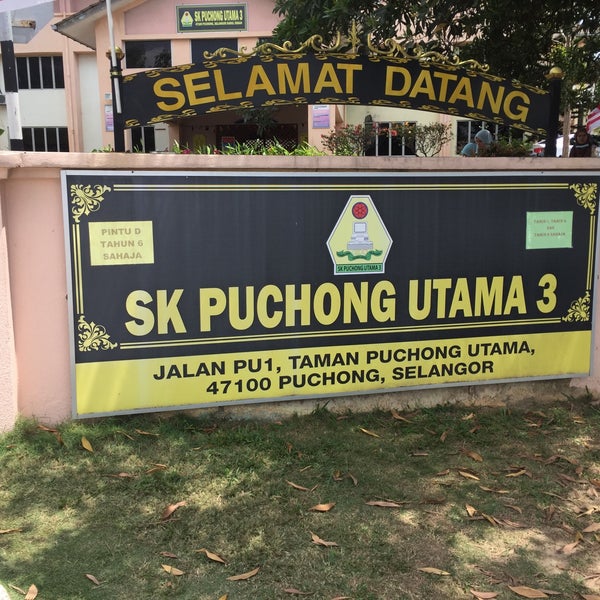 SK PUCHONG UTAMA 3
SELAMAT DATANG
PINTU D
TAHUN 6
SAHAJA
SK PUCHONG UTAMA 3
SK PUCHONG UTAMA 3
JALAN PU1, TAMAN PUCHONG UTAMA,
47100 PUCHONG, SELANGOR